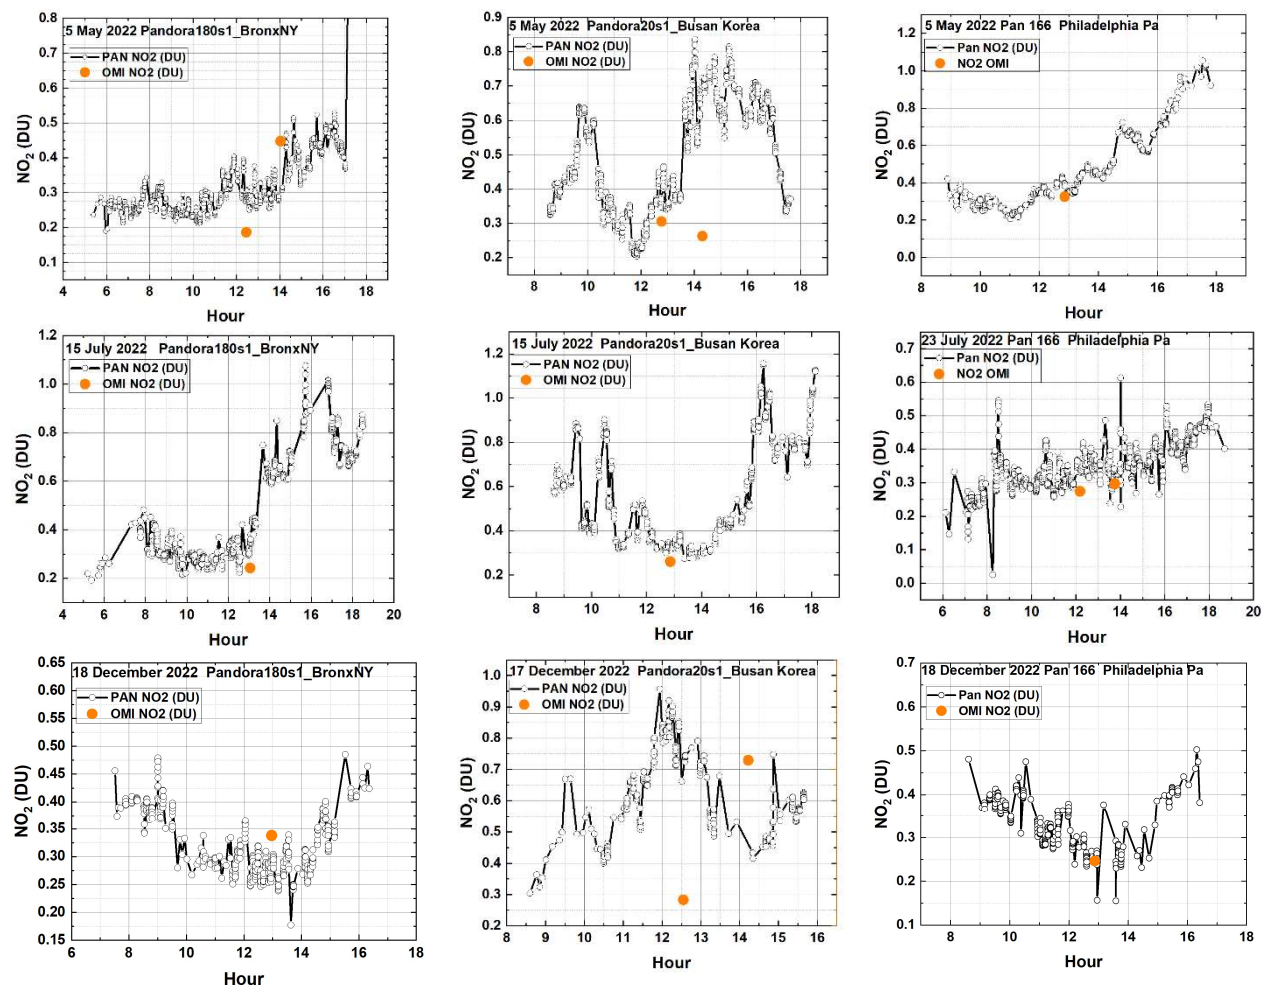 5 May 2022 Pandora180s1_BronxNY
PAN NO2 (DU)
OMI NO2 (DU)
NO2 (DU)
0.8
0.7
0.6
0.5
0.4
0.3
0.2
0.1
4 6 8 10 12 14 16 18
Hour
5 May 2022 Pandora20s1_Busan Korea
PAN NO2 (DU)
OMI NO2 (DU)
NO2 (DU)
0.9
0.8
0.7
0.6
0.5
0.4
0.3
0.2
8 10 12 14 16 18
Hour
5 May 2022 Pan 166 Philadelphia Pa
Pan NO2 (DU)
NO2 OMI
NO2 (DU)
1.2
1.0
0.8
0.6
0.4
0.2
0.0
8 10 12 14 16 18
Hour
15 July 2022 Pandora180s1_BronxNY
PAN NO2 (DU)
OMI NO2 (DU)
NO2 (DU)
1.2
1.0
0.8
0.6
0.4
0.2
4 6 8 10 12 14 16 18 20
Hour
15 July 2022 Pandora20s1_Busan Korea
PAN NO2 (DU)
OMI NO2 (DU)
NO2 (DU)
1.2
1.0
0.8
0.6
0.4
0.2
8 10 12 14 16 18
Hour
23 July 2022 Pan 166 Philadelphia Pa
Pan NO2 (DU)
NO2 OMI
NO2 (DU)
0.7
0.6
0.5
0.4
0.3
0.2
0.1
0.0
6 8 10 12 14 16 18 20
Hour
18 December 2022 Pandora180s1_BronxNY
PAN NO2 (DU)
OMI NO2 (DU)
NO2 (DU)
0.65
0.60
0.55
0.50
0.45
0.40
0.35
0.30
0.25
0.20
0.15
6 8 10 12 14 16 18
Hour
17 December 2022 Pandora20s1_Busan Korea
PAN NO2 (DU)
OMI NO2 (DU)
NO2 (DU)
1.0
0.9
0.8
0.7
0.6
0.5
0.4
0.3
0.2
8 9 10 11 12 13 14 15 16
Hour
18 December 2022 Pan 166 Philadelphia Pa
Pan NO2 (DU)
OMI NO2 (DU)
NO2 (DU)
0.7
0.6
0.5
0.4
0.3
0.2
0.1
8 10 12 14 16 18
Hour